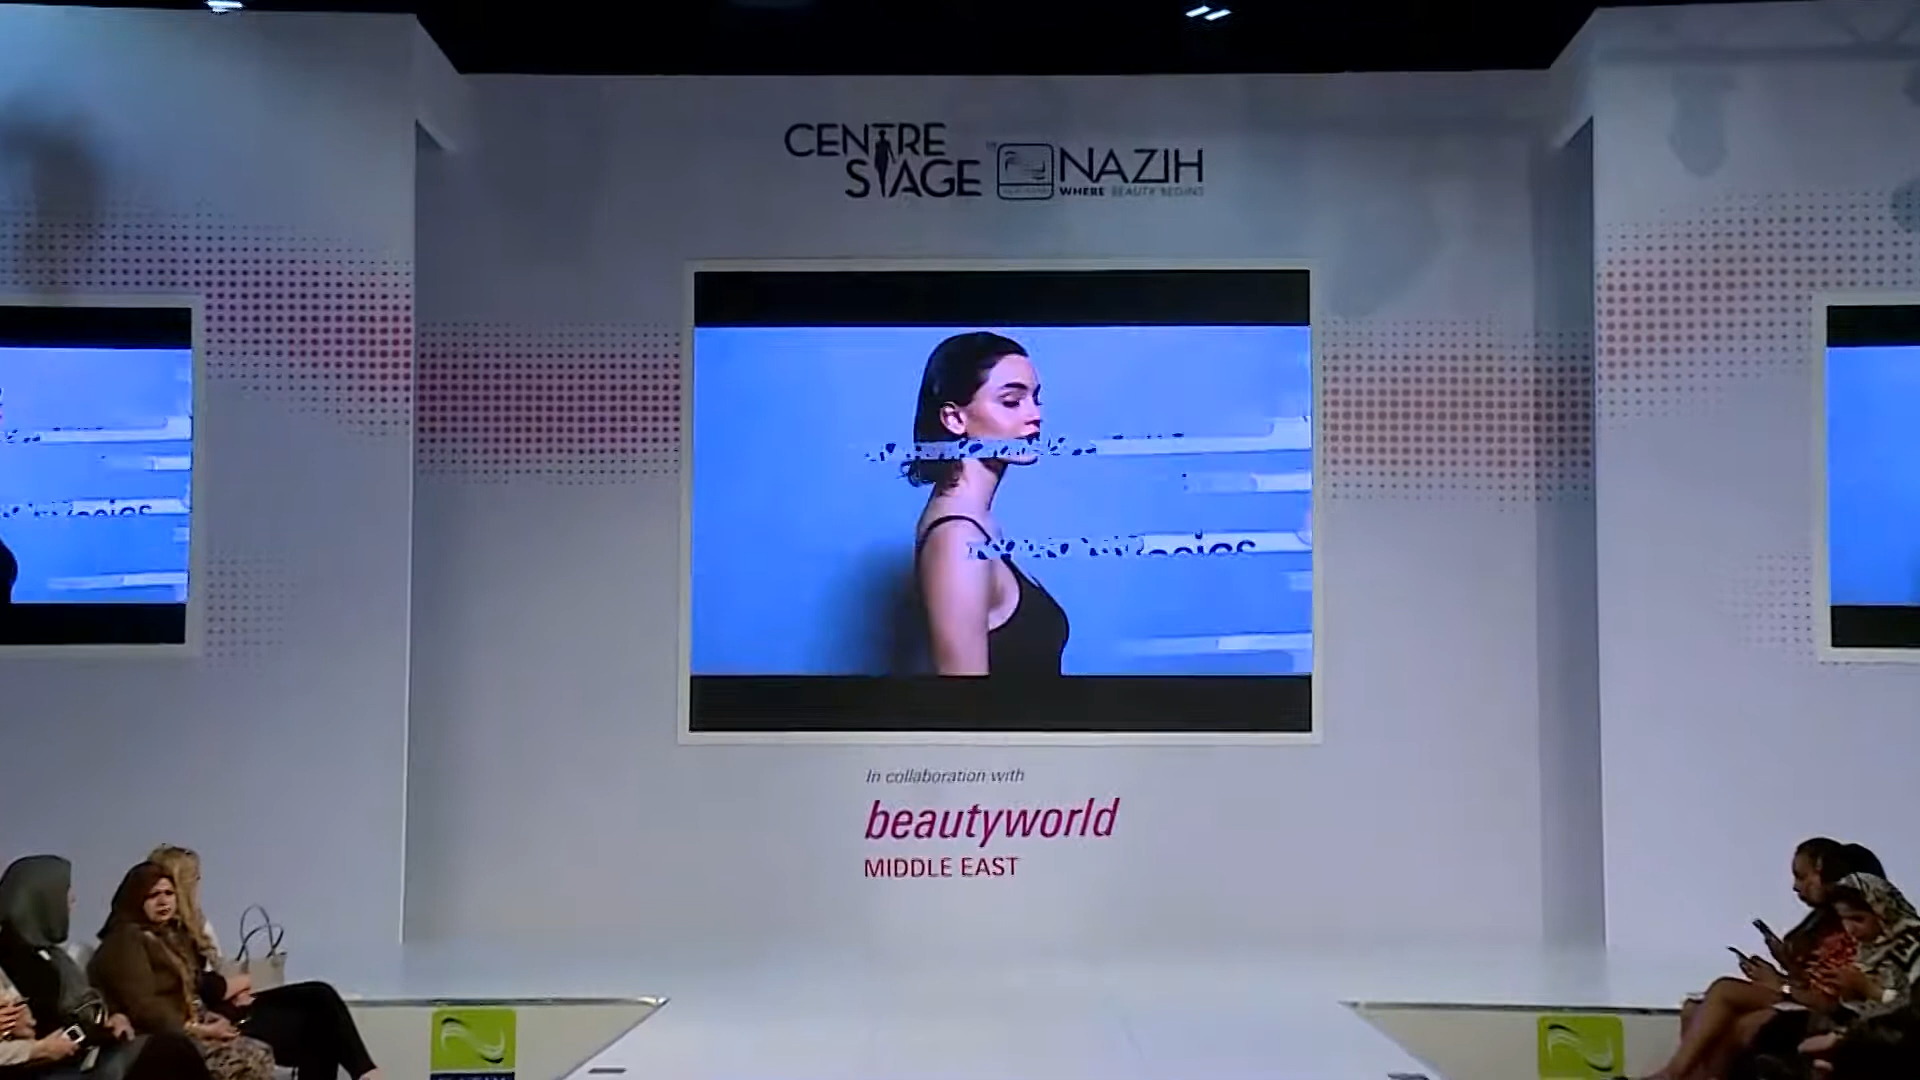 CENTRE
STAGE
NAZIH
WHERE BEAUTY BEGINS
In collaboration with
beautyworld
MIDDLE EAST